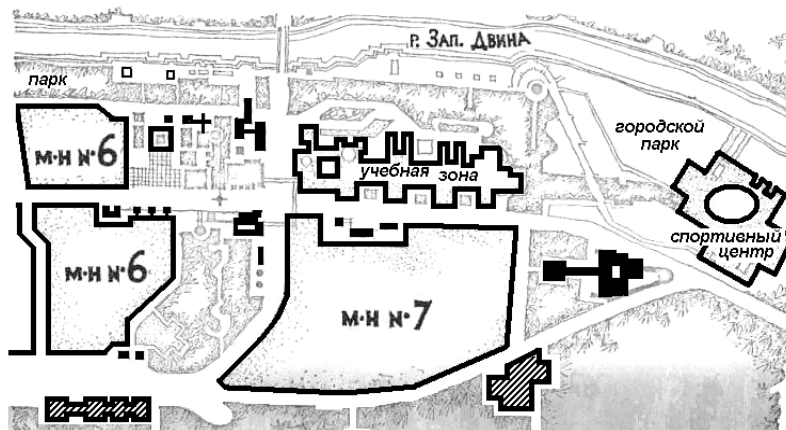 р. Зап. Двина
парк
городской
парк
м-н №6
учебная зона
спортивный
центр
м-н №6
м-н №7